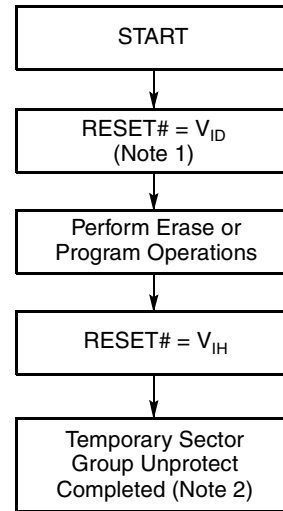 START
RESET# = V_ID
(Note 1)
Perform Erase or
Program Operations
RESET# = V_IH
Temporary Sector
Group Unprotect
Completed (Note 2)